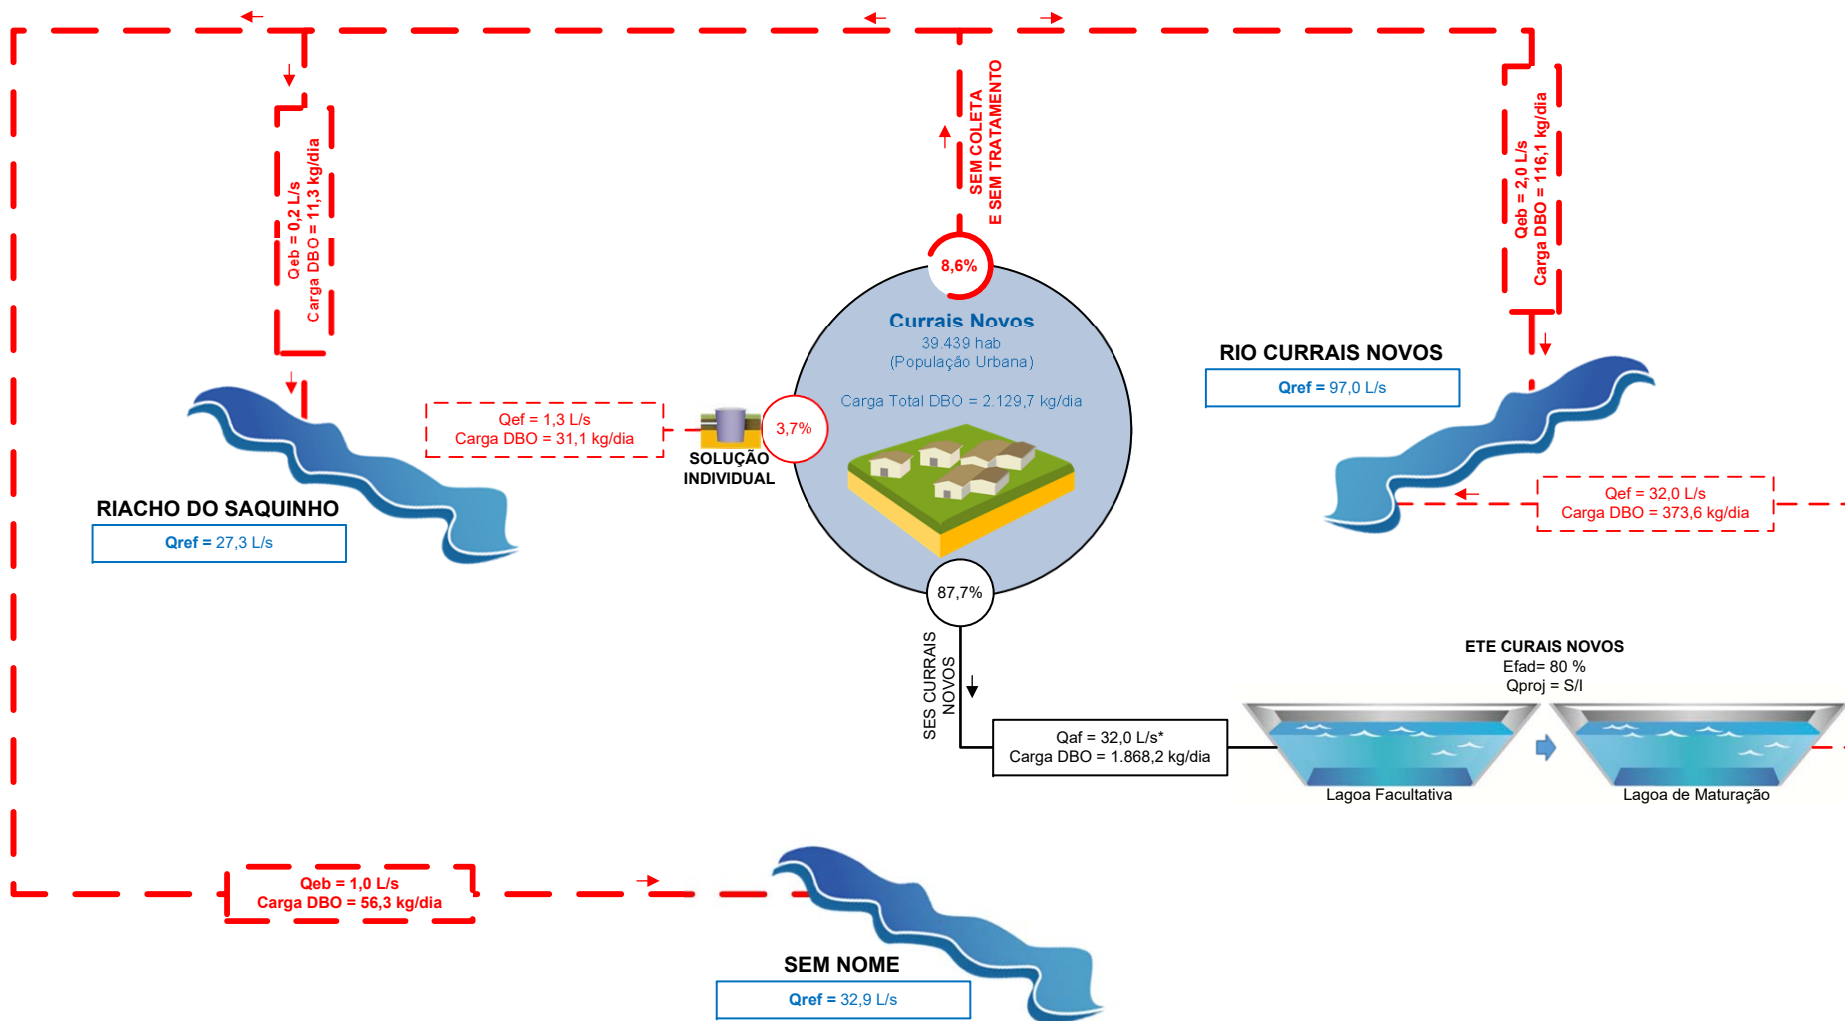 SEM COLETA
E SEM TRATAMENTO
8,6%
Qeb = 0,2 L/s
Carga DBO = 11,3 kg/dia
Qeb = 2,0 L/s
Carga DBO = 116,1 kg/dia
Currais Novos
39.439 hab
(População Urbana)
Carga Total DBO = 2.129,7 kg/dia
RIO CURRAIS NOVOS
Qref = 97,0 L/s
Qef = 1,3 L/s
Carga DBO = 31,1 kg/dia
3,7%
SOLUÇÃO
INDIVIDUAL
RIACHO DO SAQUINHO
Qref = 27,3 L/s
Qef = 32,0 L/s
Carga DBO = 373,6 kg/dia
87,7%
SES CURRAIS
NOVOS
ETE CURAIS NOVOS
Efad= 80 %
Qproj = S/I
Qaf = 32,0 L/s*
Carga DBO = 1.868,2 kg/dia
Lagoa Facultativa
Lagoa de Maturação
Qeb = 1,0 L/s
Carga DBO = 56,3 kg/dia
SEM NOME
Qref = 32,9 L/s